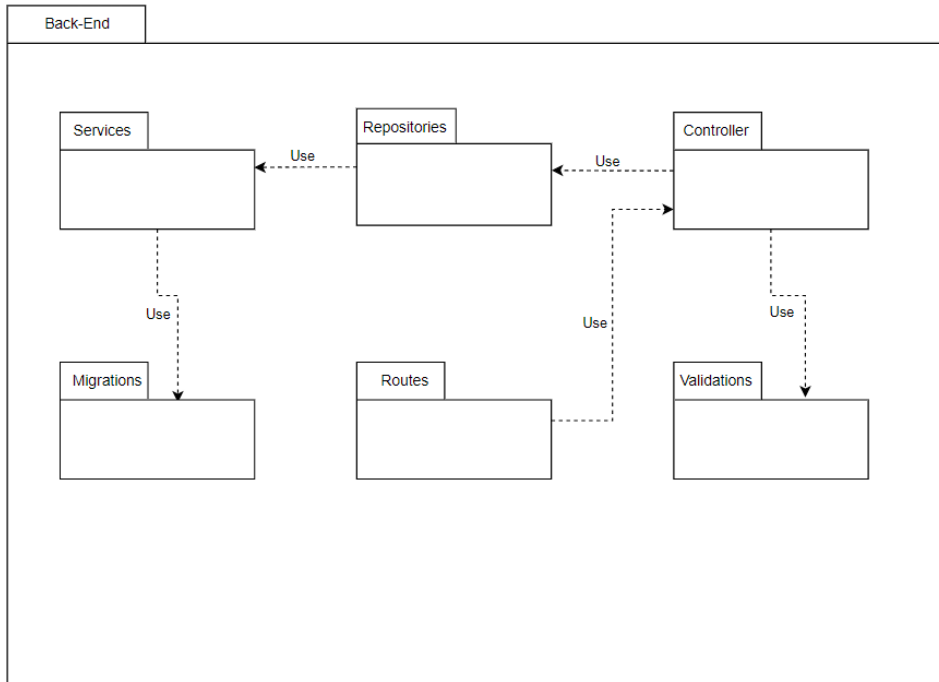 Back-End
Services
Repositories
Controller
Use
Use
Use
Use
Use
Migrations
Routes
Validations